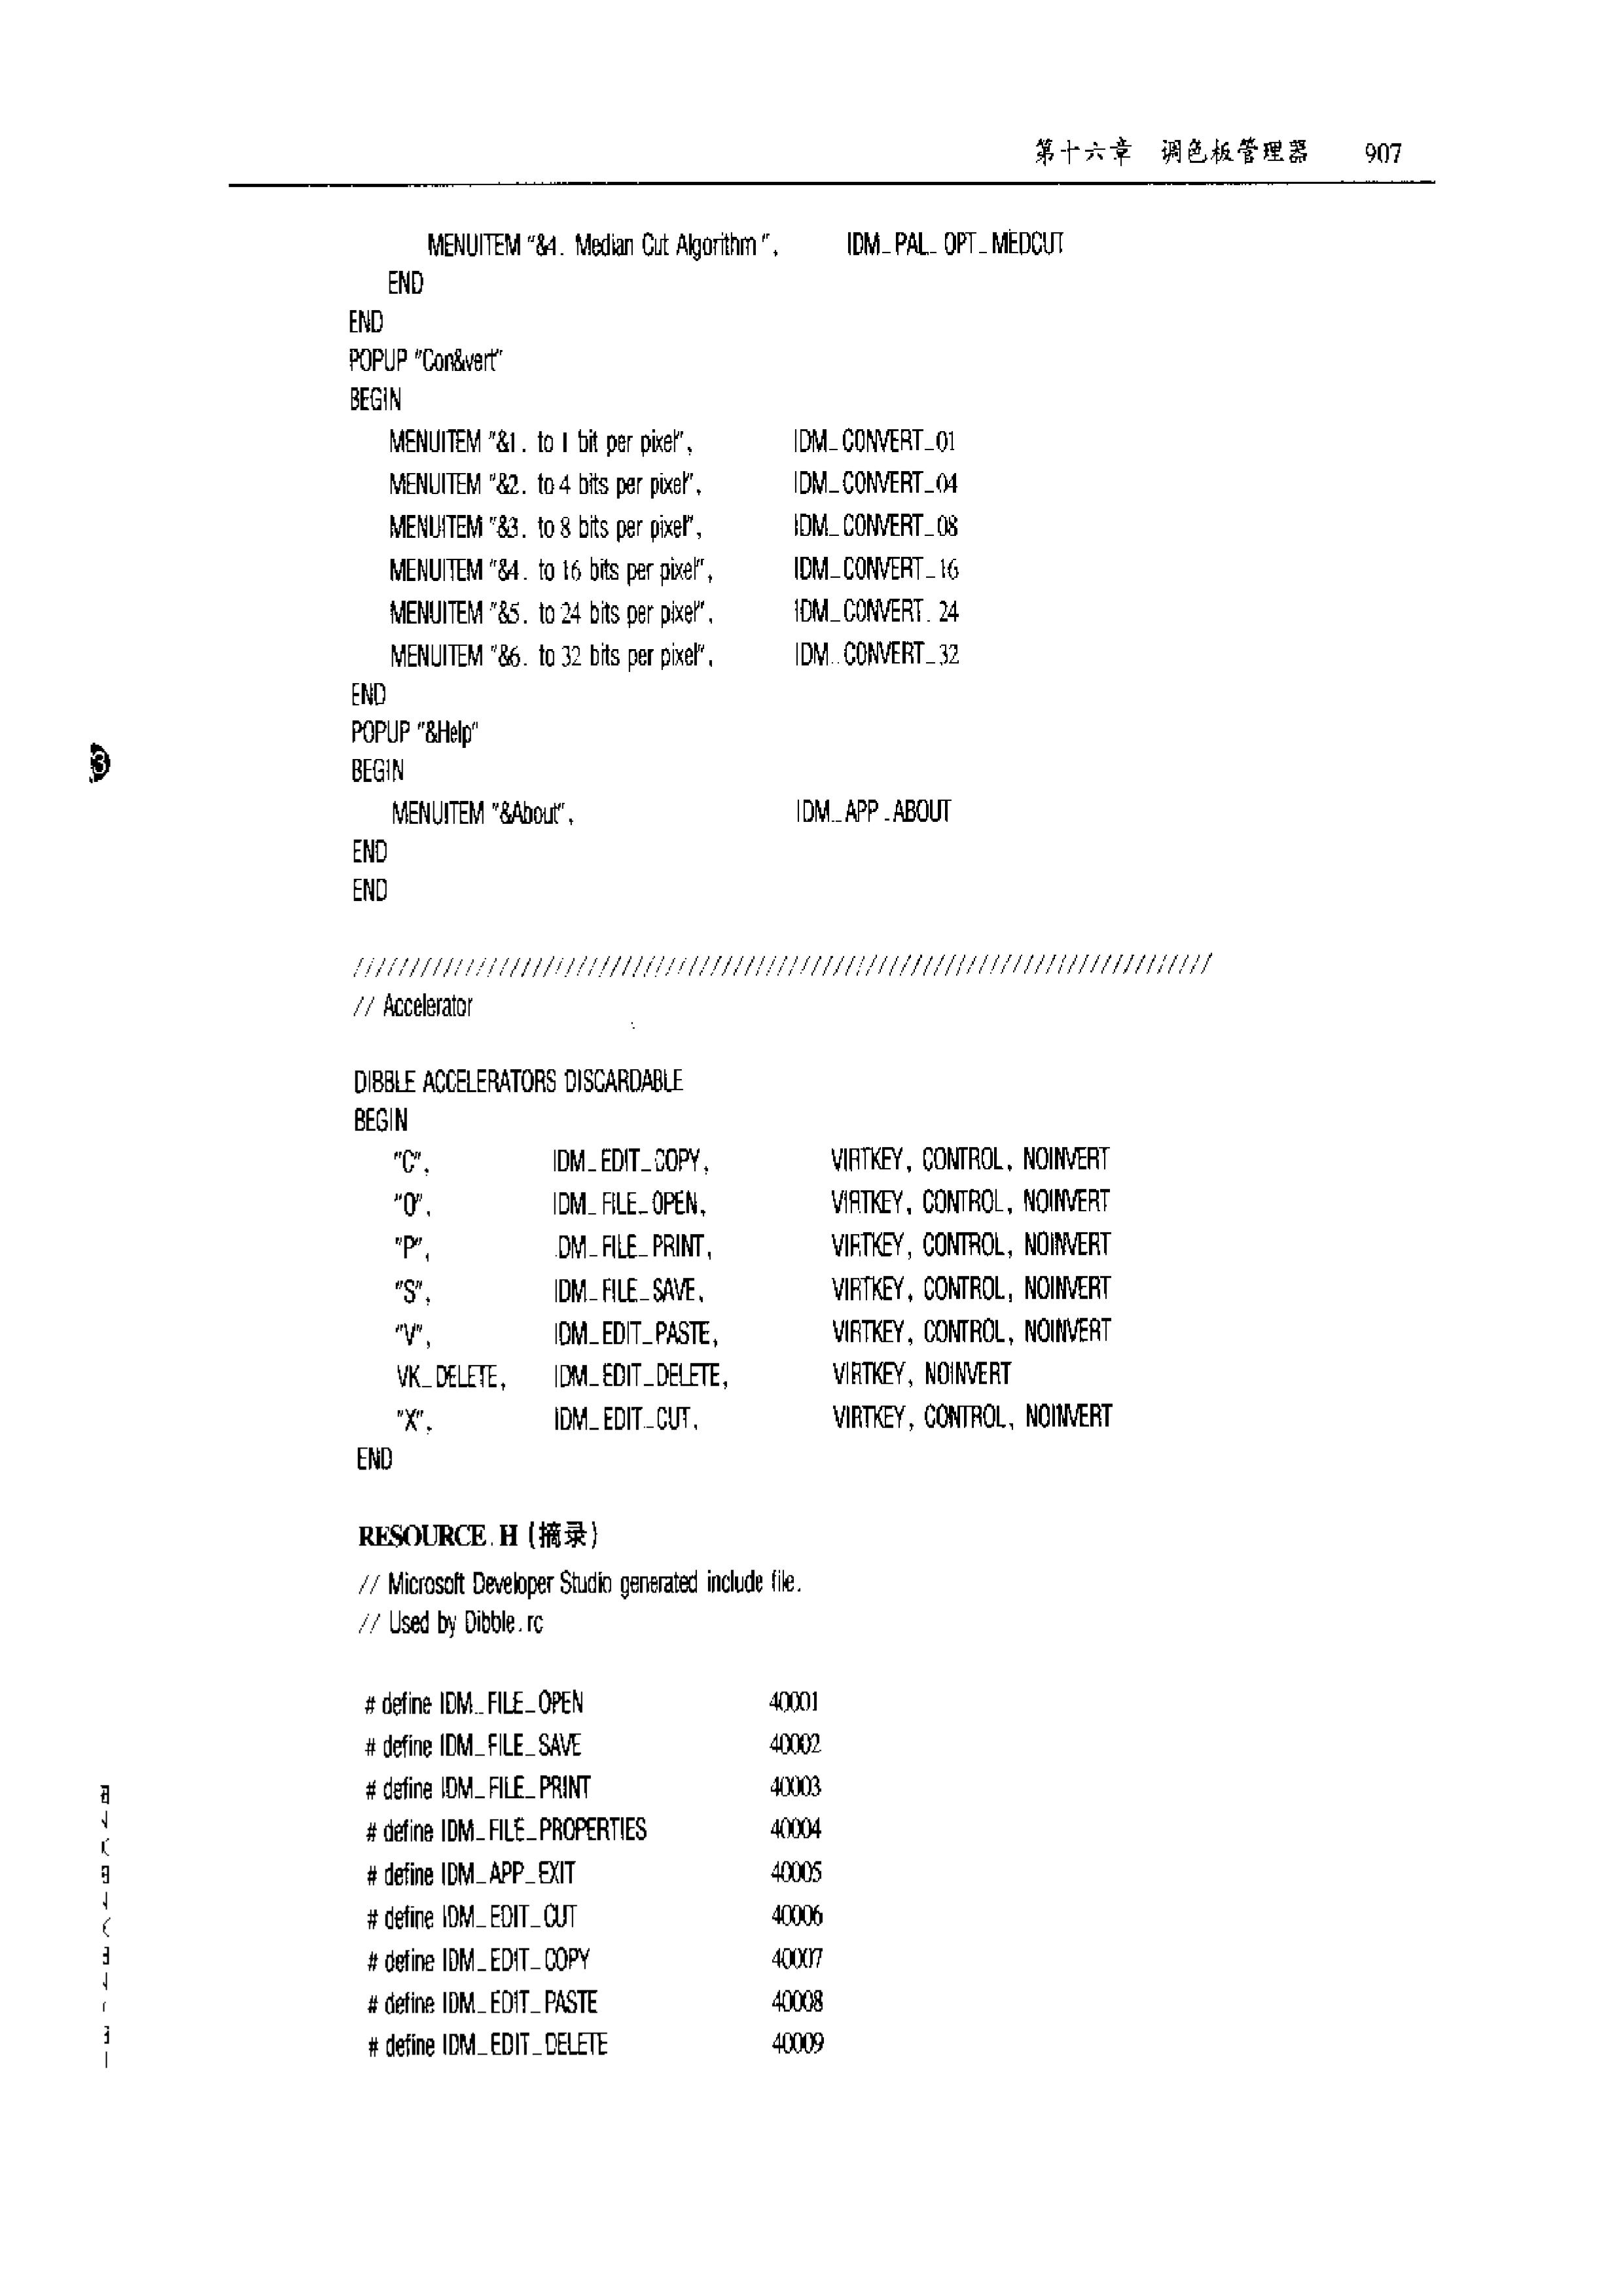 第十六章 调色板管理器 907
MENUITEM "&4. Median Cut Algorithm", IDM_PAL_OPT_MEDCUT
END
END
POPUP "Con&vert"
BEGIN
MENUITEM "&1. to 1 bit per pixel", IDM_CONVERT_01
MENUITEM "&2. to 4 bits per pixel", IDM_CONVERT_04
MENUITEM "&3. to 8 bits per pixel", IDM_CONVERT_08
MENUITEM "&4. to 16 bits per pixel", IDM_CONVERT_16
MENUITEM "&5. to 24 bits per pixel", IDM_CONVERT_24
MENUITEM "&6. to 32 bits per pixel", IDM_CONVERT_32
END
POPUP "&Help"
BEGIN
MENUITEM "&About", IDM_APP_ABOUT
END
END
//////////////////////////////////////////////////////////////////////////////
// Accelerator
DIBBLE ACCELERATORS DISCARDABLE
BEGIN
"C", IDM_EDIT_COPY, VIRTKEY, CONTROL, NOINVERT
"O", IDM_FILE_OPEN, VIRTKEY, CONTROL, NOINVERT
"P", IDM_FILE_PRINT, VIRTKEY, CONTROL, NOINVERT
"S", IDM_FILE_SAVE, VIRTKEY, CONTROL, NOINVERT
"V", IDM_EDIT_PASTE, VIRTKEY, CONTROL, NOINVERT
VK_DELETE, IDM_EDIT_DELETE, VIRTKEY, NOINVERT
"X", IDM_EDIT_CUT, VIRTKEY, CONTROL, NOINVERT
END
RESOURCE.H (摘录)
// Microsoft Developer Studio generated include file.
// Used by Dibble.rc
# define IDM_FILE_OPEN 40001
# define IDM_FILE_SAVE 40002
# define IDM_FILE_PRINT 40003
# define IDM_FILE_PROPERTIES 40004
# define IDM_APP_EXIT 40005
# define IDM_EDIT_CUT 40006
# define IDM_EDIT_COPY 40007
# define IDM_EDIT_PASTE 40008
# define IDM_EDIT_DELETE 40009